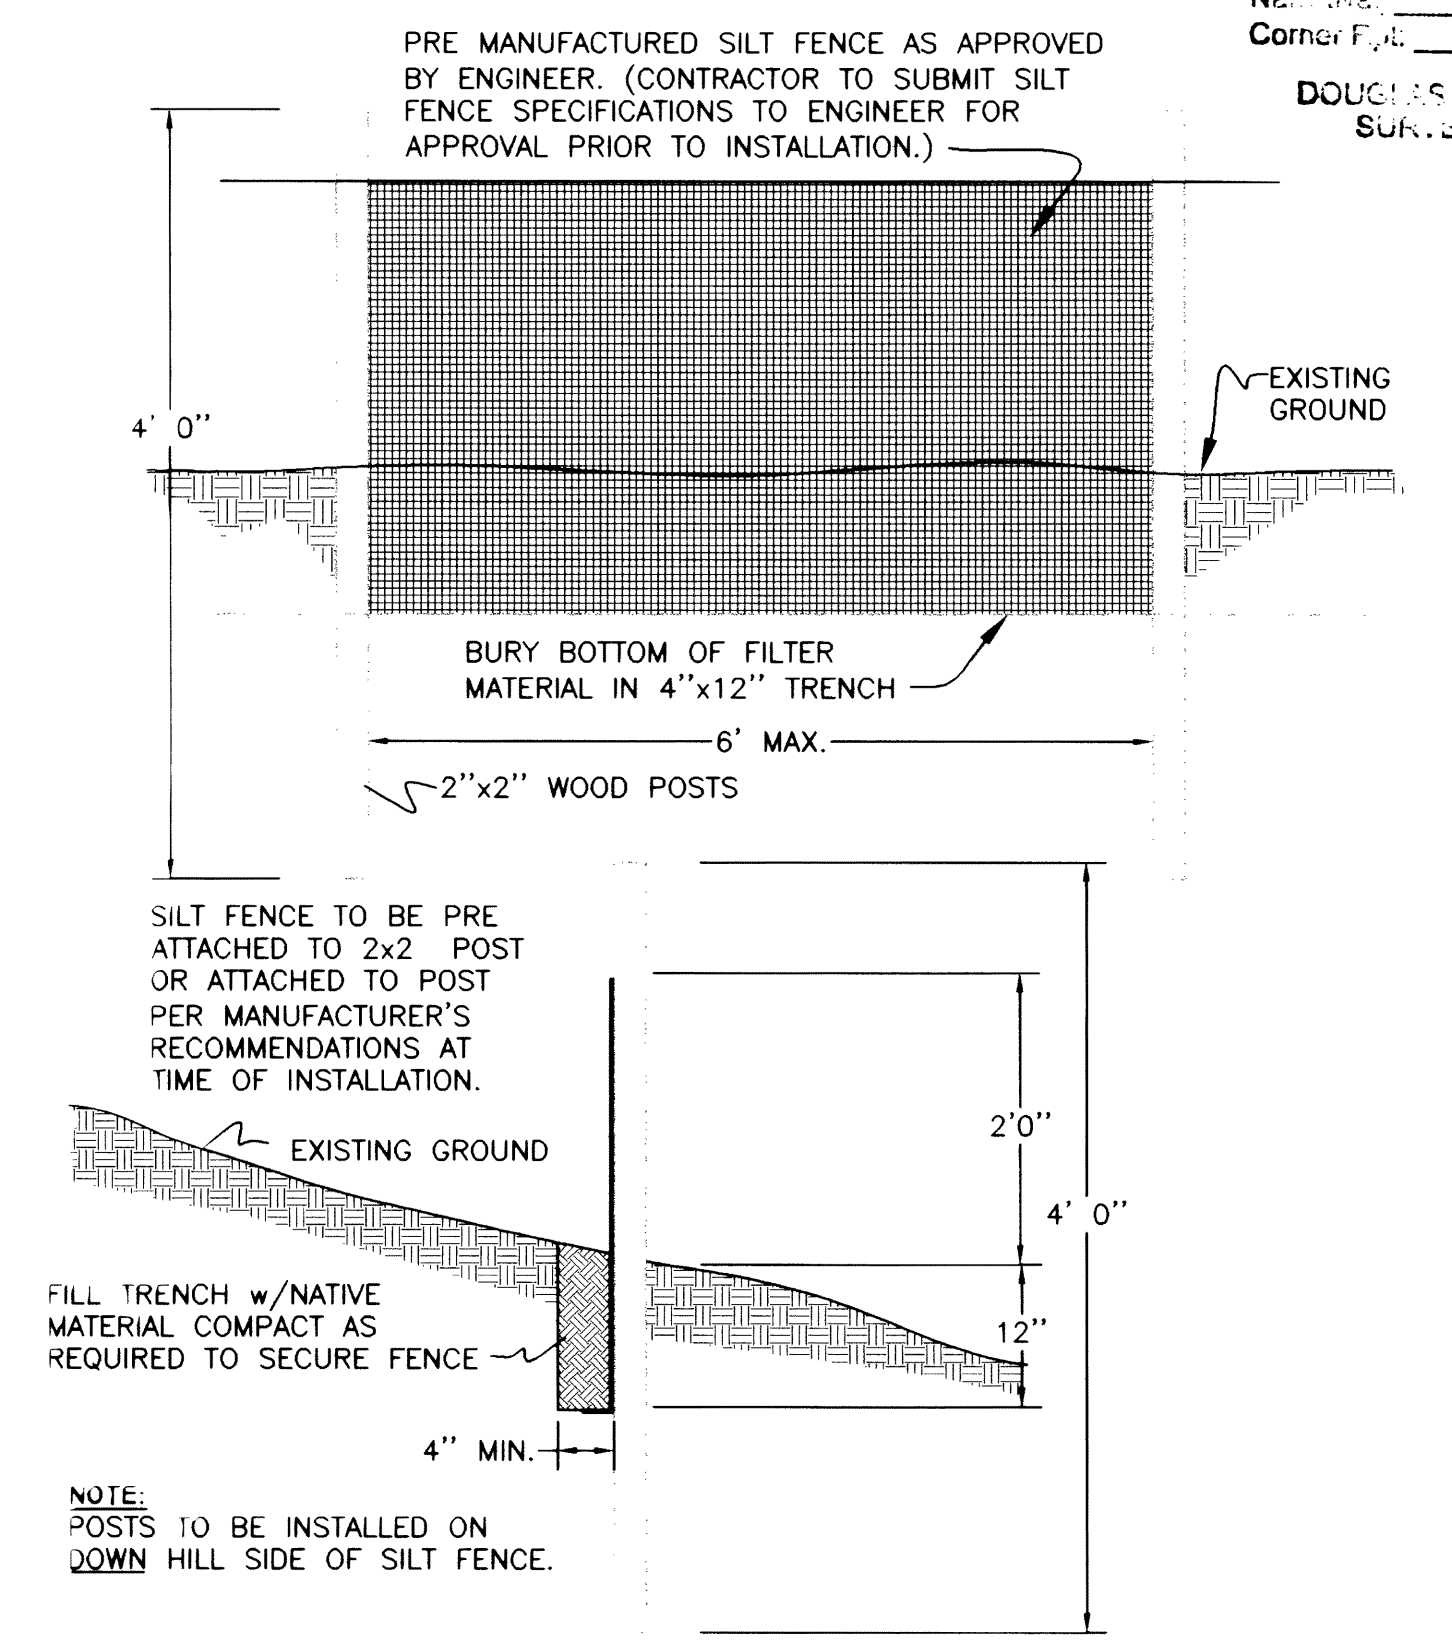 Corner
DOUGLAS
PRE MANUFACTURED SILT FENCE AS APPROVED
BY ENGINEER. (CONTRACTOR TO SUBMIT SILT
FENCE SPECIFICATIONS TO ENGINEER FOR
APPROVAL PRIOR TO INSTALLATION.)
EXISTING
GROUND
4' 0''
BURY BOTTOM OF FILTER
MATERIAL IN 4''x12'' TRENCH
6' MAX.
2''x2'' WOOD POSTS
SILT FENCE TO BE PRE
ATTACHED TO 2x2 POST
OR ATTACHED TO POST
PER MANUFACTURER'S
RECOMMENDATIONS AT
TIME OF INSTALLATION.
2'0''
EXISTING GROUND
4' 0''
FILL TRENCH w/NATIVE
MATERIAL COMPACT AS
REQUIRED TO SECURE FENCE
12''
4'' MIN.
NOTE:
POSTS TO BE INSTALLED ON
DOWN HILL SIDE OF SILT FENCE.